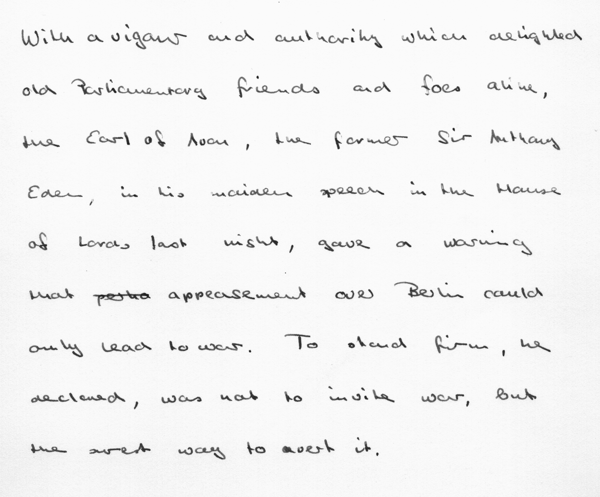 With a vigour and authority which delighted
old Parliamentary friends and foes alike,
the Earl of Avon, the former Sir Anthony
Eden, in his maiden speech in the House
of Lords last night, gave a warning
that appeasement over Berlin could
only lead to war. To stand firm, he
declared, was not to invite war, but
the surest way to avert it.